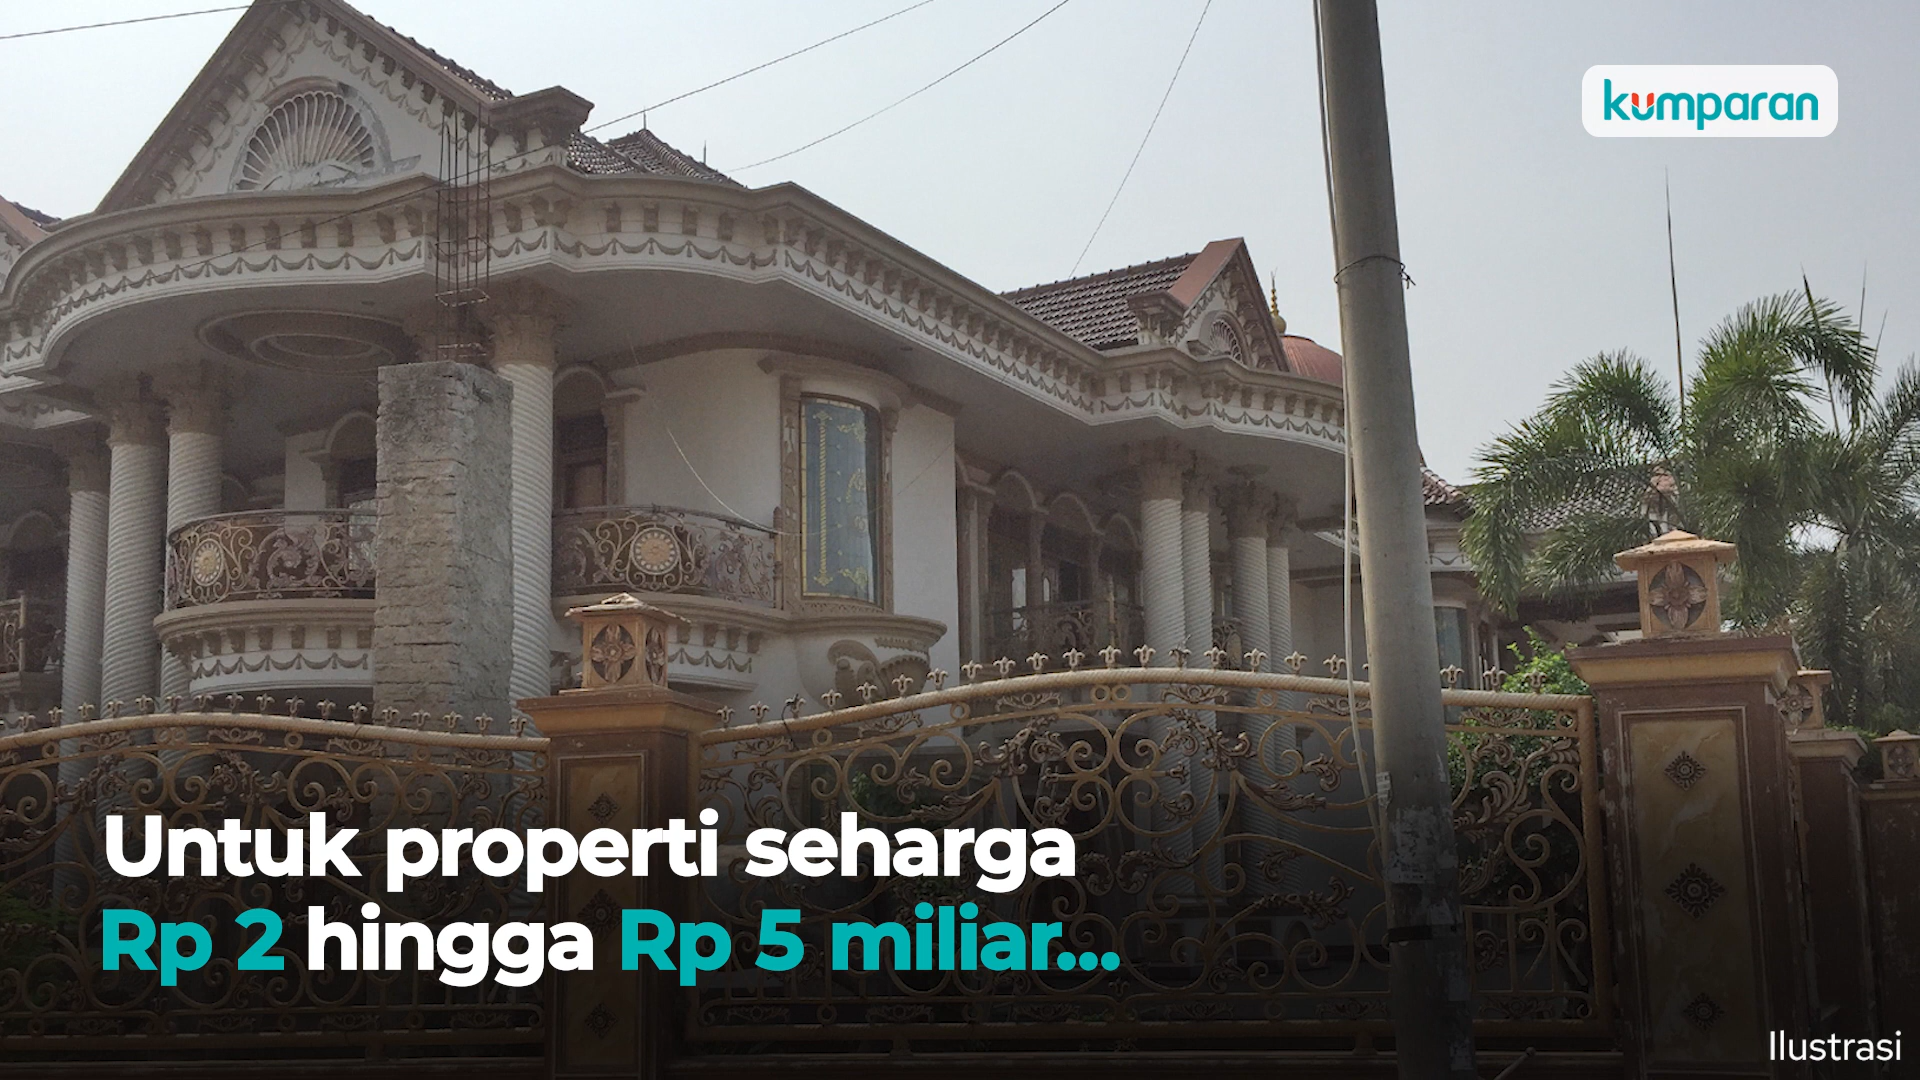 kumparan
Untuk properti seharga
Rp 2 hingga Rp 5 miliar...
Ilustrasi